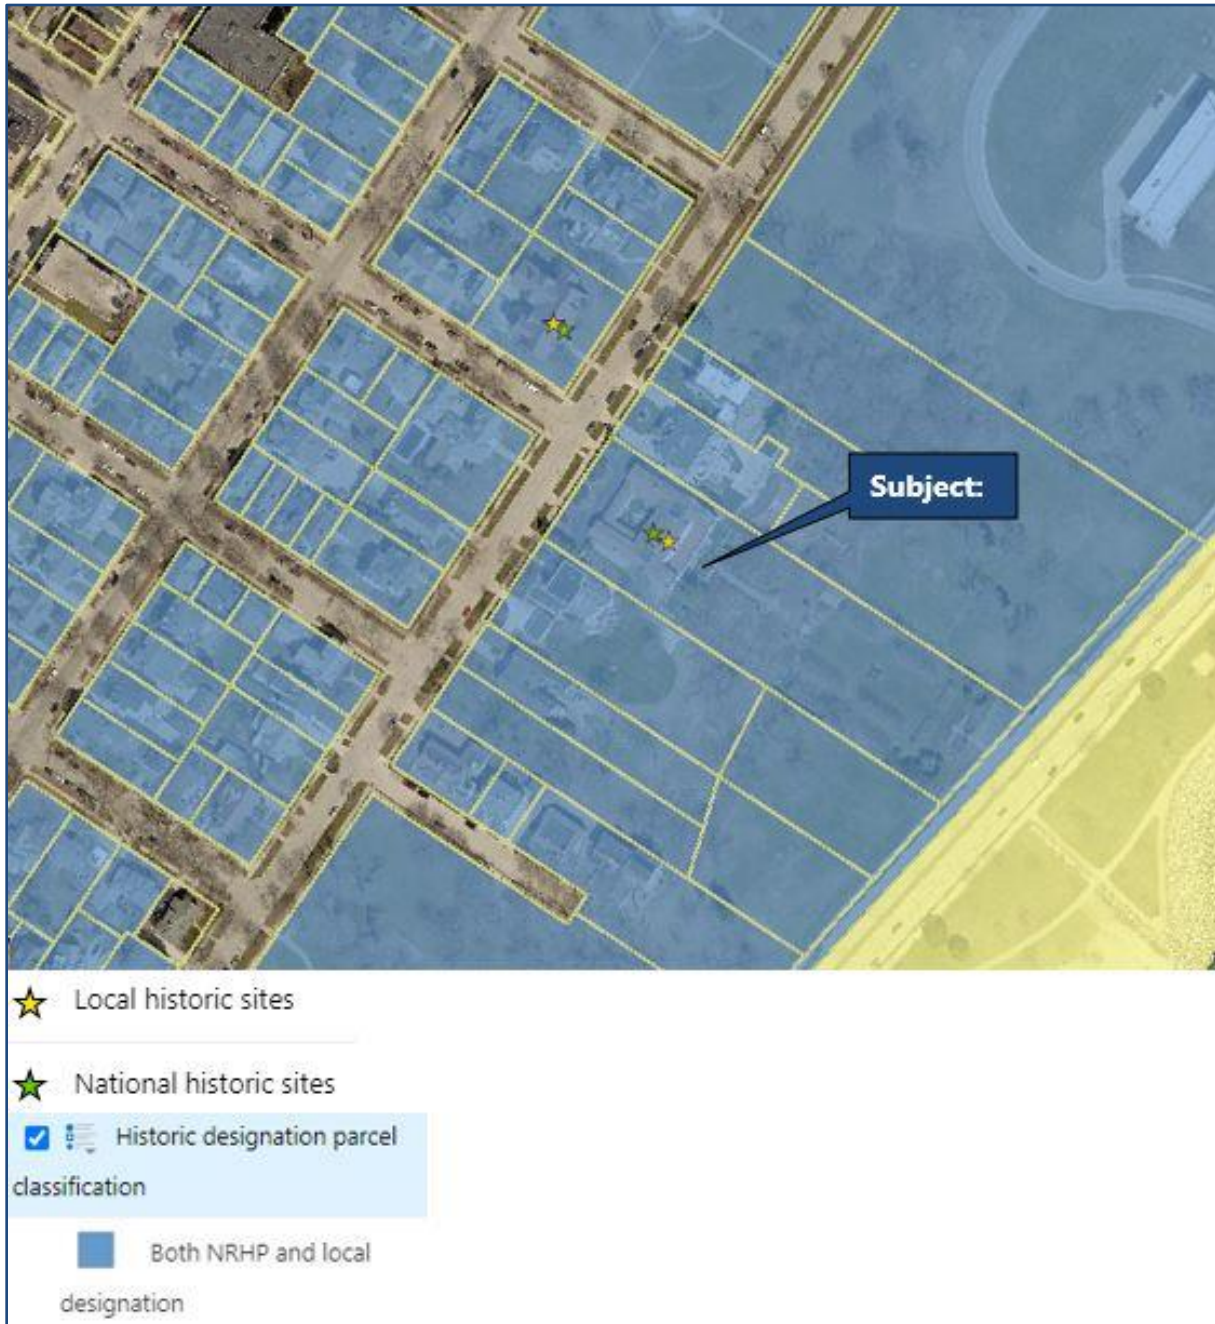 Subject:
Local historic sites
National historic sites
Historic designation parcel
classification
Both NRHP and local
designation